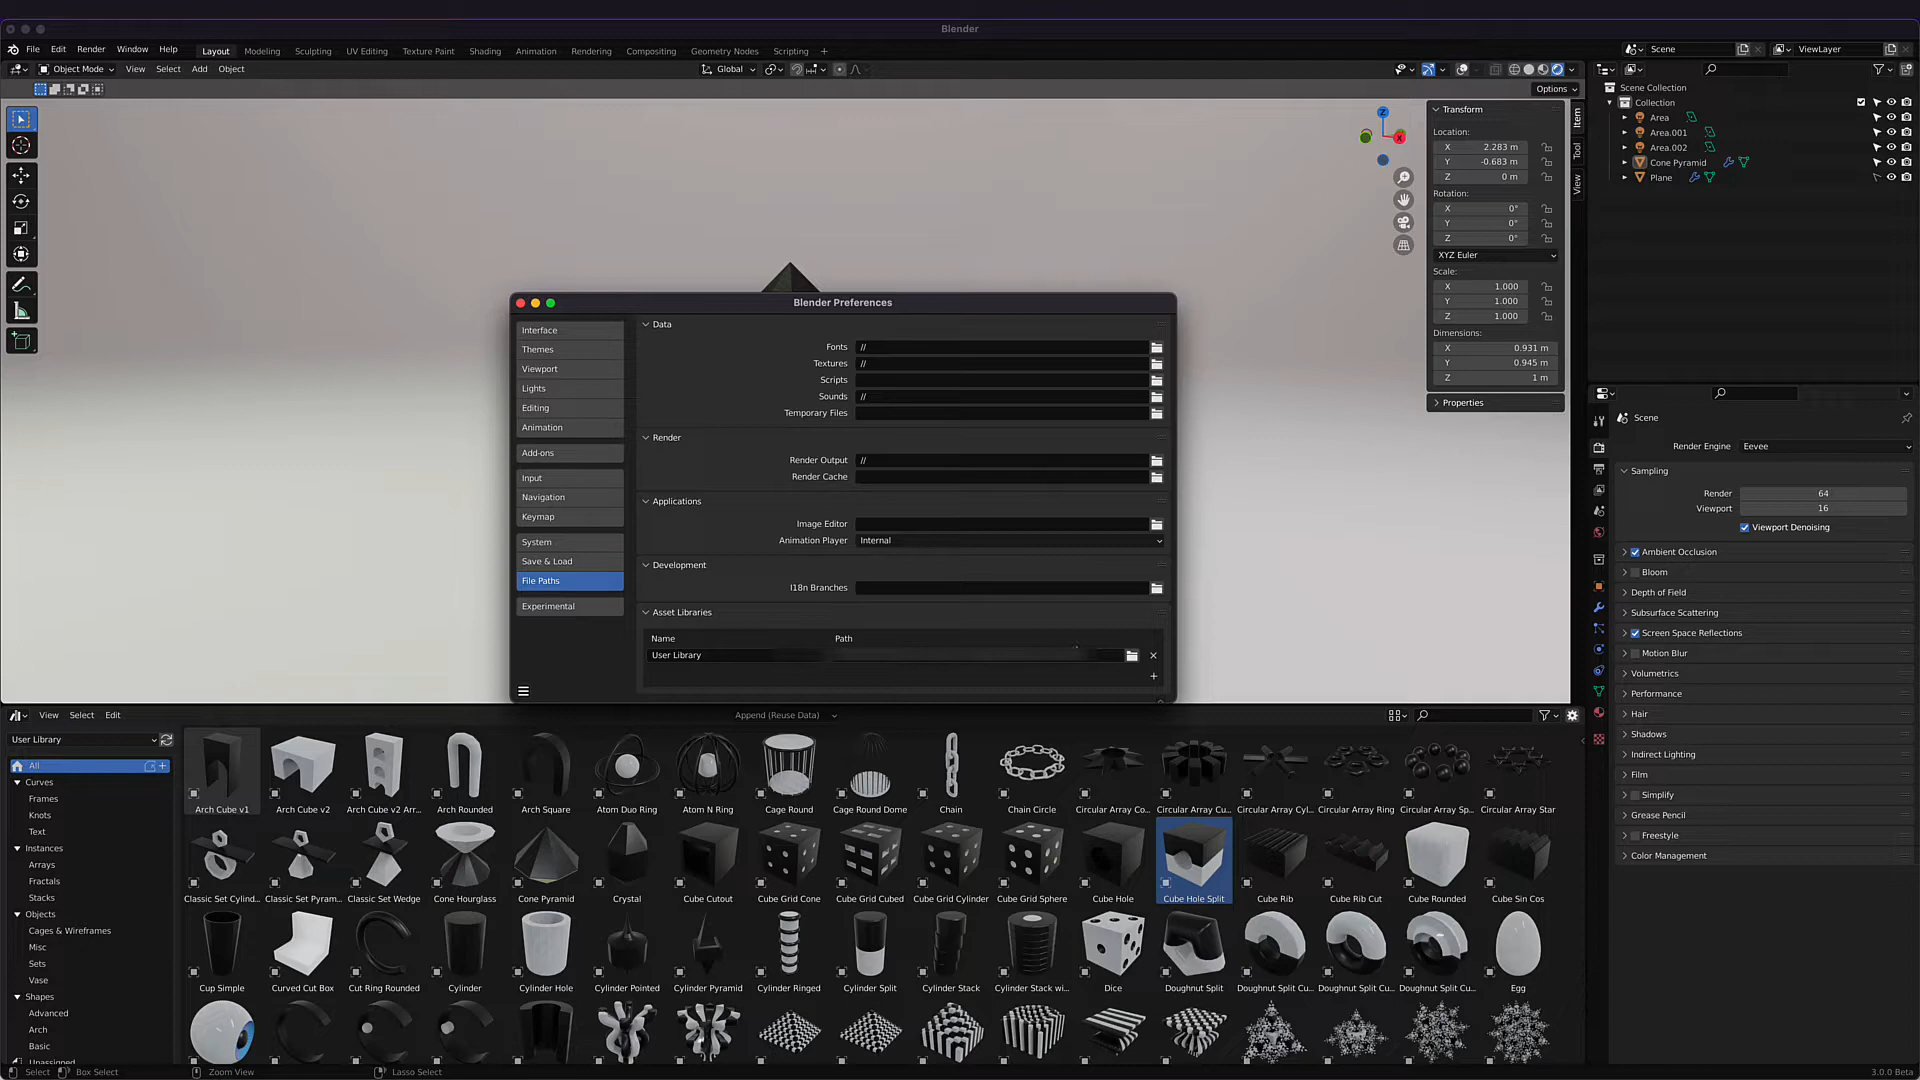 Blender
File Edit Render Window Help Layout Modeling Sculpting UV Editing Texture Paint Shading Animation Rendering Compositing Geometry Nodes Scripting +
Scene ViewLayer
Object Mode View Select Add Object Global
Options
Scene Collection
Collection
Area
Area.001
Area.002
Cone Pyramid
Plane
Z
X
Transform
Location:
X 2.283 m
Y -0.683 m
Z 0 m
Rotation:
X 0°
Y 0°
Z 0°
XYZ Euler
Scale:
X 1.000
Y 1.000
Z 1.000
Dimensions:
X 0.931 m
Y 0.945 m
Z 1 m
Properties
Item
Tool
View
Blender Preferences
Interface
Themes
Viewport
Lights
Editing
Animation
Add-ons
Input
Navigation
Keymap
System
Save & Load
File Paths
Experimental
Data
Fonts //
Textures //
Scripts
Sounds //
Temporary Files
Render
Render Output //
Render Cache
Applications
Image Editor
Animation Player Internal
Development
I18n Branches
Asset Libraries
Name Path
User Library
Scene
Render Engine Eevee
Sampling
Render 64
Viewport 16
Viewport Denoising
Ambient Occlusion
Bloom
Depth of Field
Subsurface Scattering
Screen Space Reflections
Motion Blur
Volumetrics
Performance
Hair
Shadows
Indirect Lighting
Film
Simplify
Grease Pencil
Freestyle
Color Management
View Select Edit Append (Reuse Data)
User Library
All
Curves
Frames
Knots
Text
Instances
Arrays
Fractals
Stacks
Objects
Cages & Wireframes
Misc
Sets
Vase
Shapes
Advanced
Arch
Basic
Unassigned
Arch Cube v1 Arch Cube v2 Arch Cube v2 Arr... Arch Rounded Arch Square Atom Duo Ring Atom N Ring Cage Round Cage Round Dome Chain Chain Circle Circular Array Co... Circular Array Cu... Circular Array Cyl... Circular Array Ring Circular Array Sp... Circular Array Star
Classic Set Cylind... Classic Set Pyram... Classic Set Wedge Cone Hourglass Cone Pyramid Crystal Cube Cutout Cube Grid Cone Cube Grid Cubed Cube Grid Cylinder Cube Grid Sphere Cube Hole Cube Hole Split Cube Rib Cube Rib Cut Cube Rounded Cube Sin Cos
Cup Simple Curved Cut Box Cut Ring Rounded Cylinder Cylinder Hole Cylinder Pointed Cylinder Pyramid Cylinder Ringed Cylinder Split Cylinder Stack Cylinder Stack wi... Dice Doughnut Split Doughnut Split Cu... Doughnut Split Cu... Doughnut Split Cu... Egg
Select Box Select Zoom View Lasso Select 3.0.0 Beta